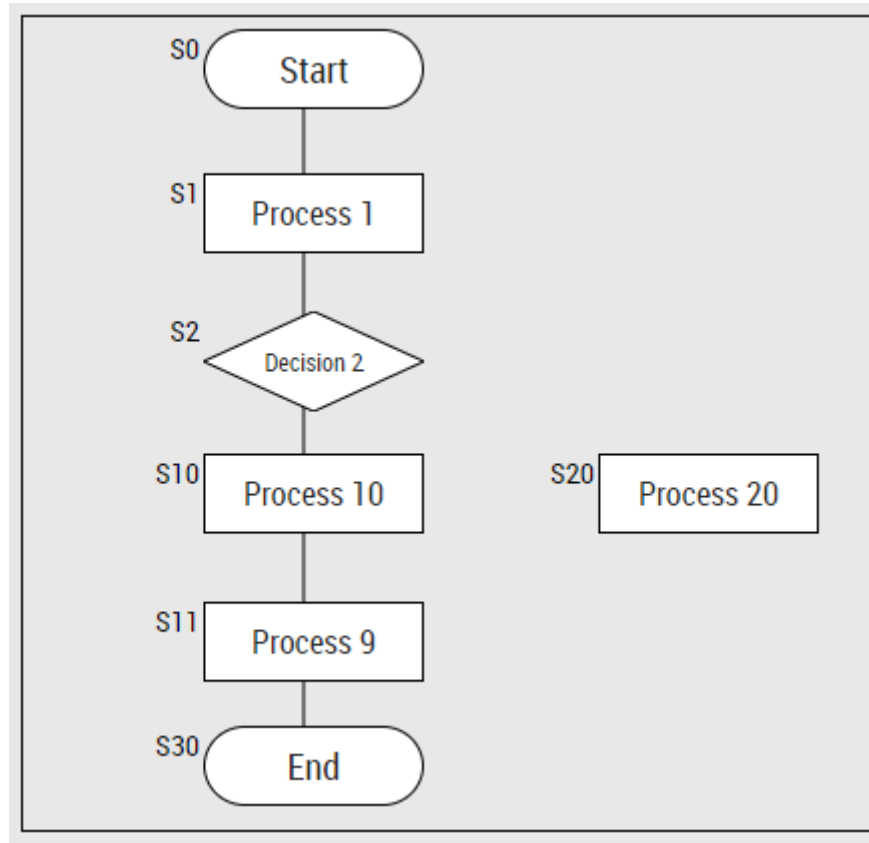 S0
Start
S1
Process 1
S2
Decision 2
S10
Process 10
S20
Process 20
S11
Process 9
S30
End